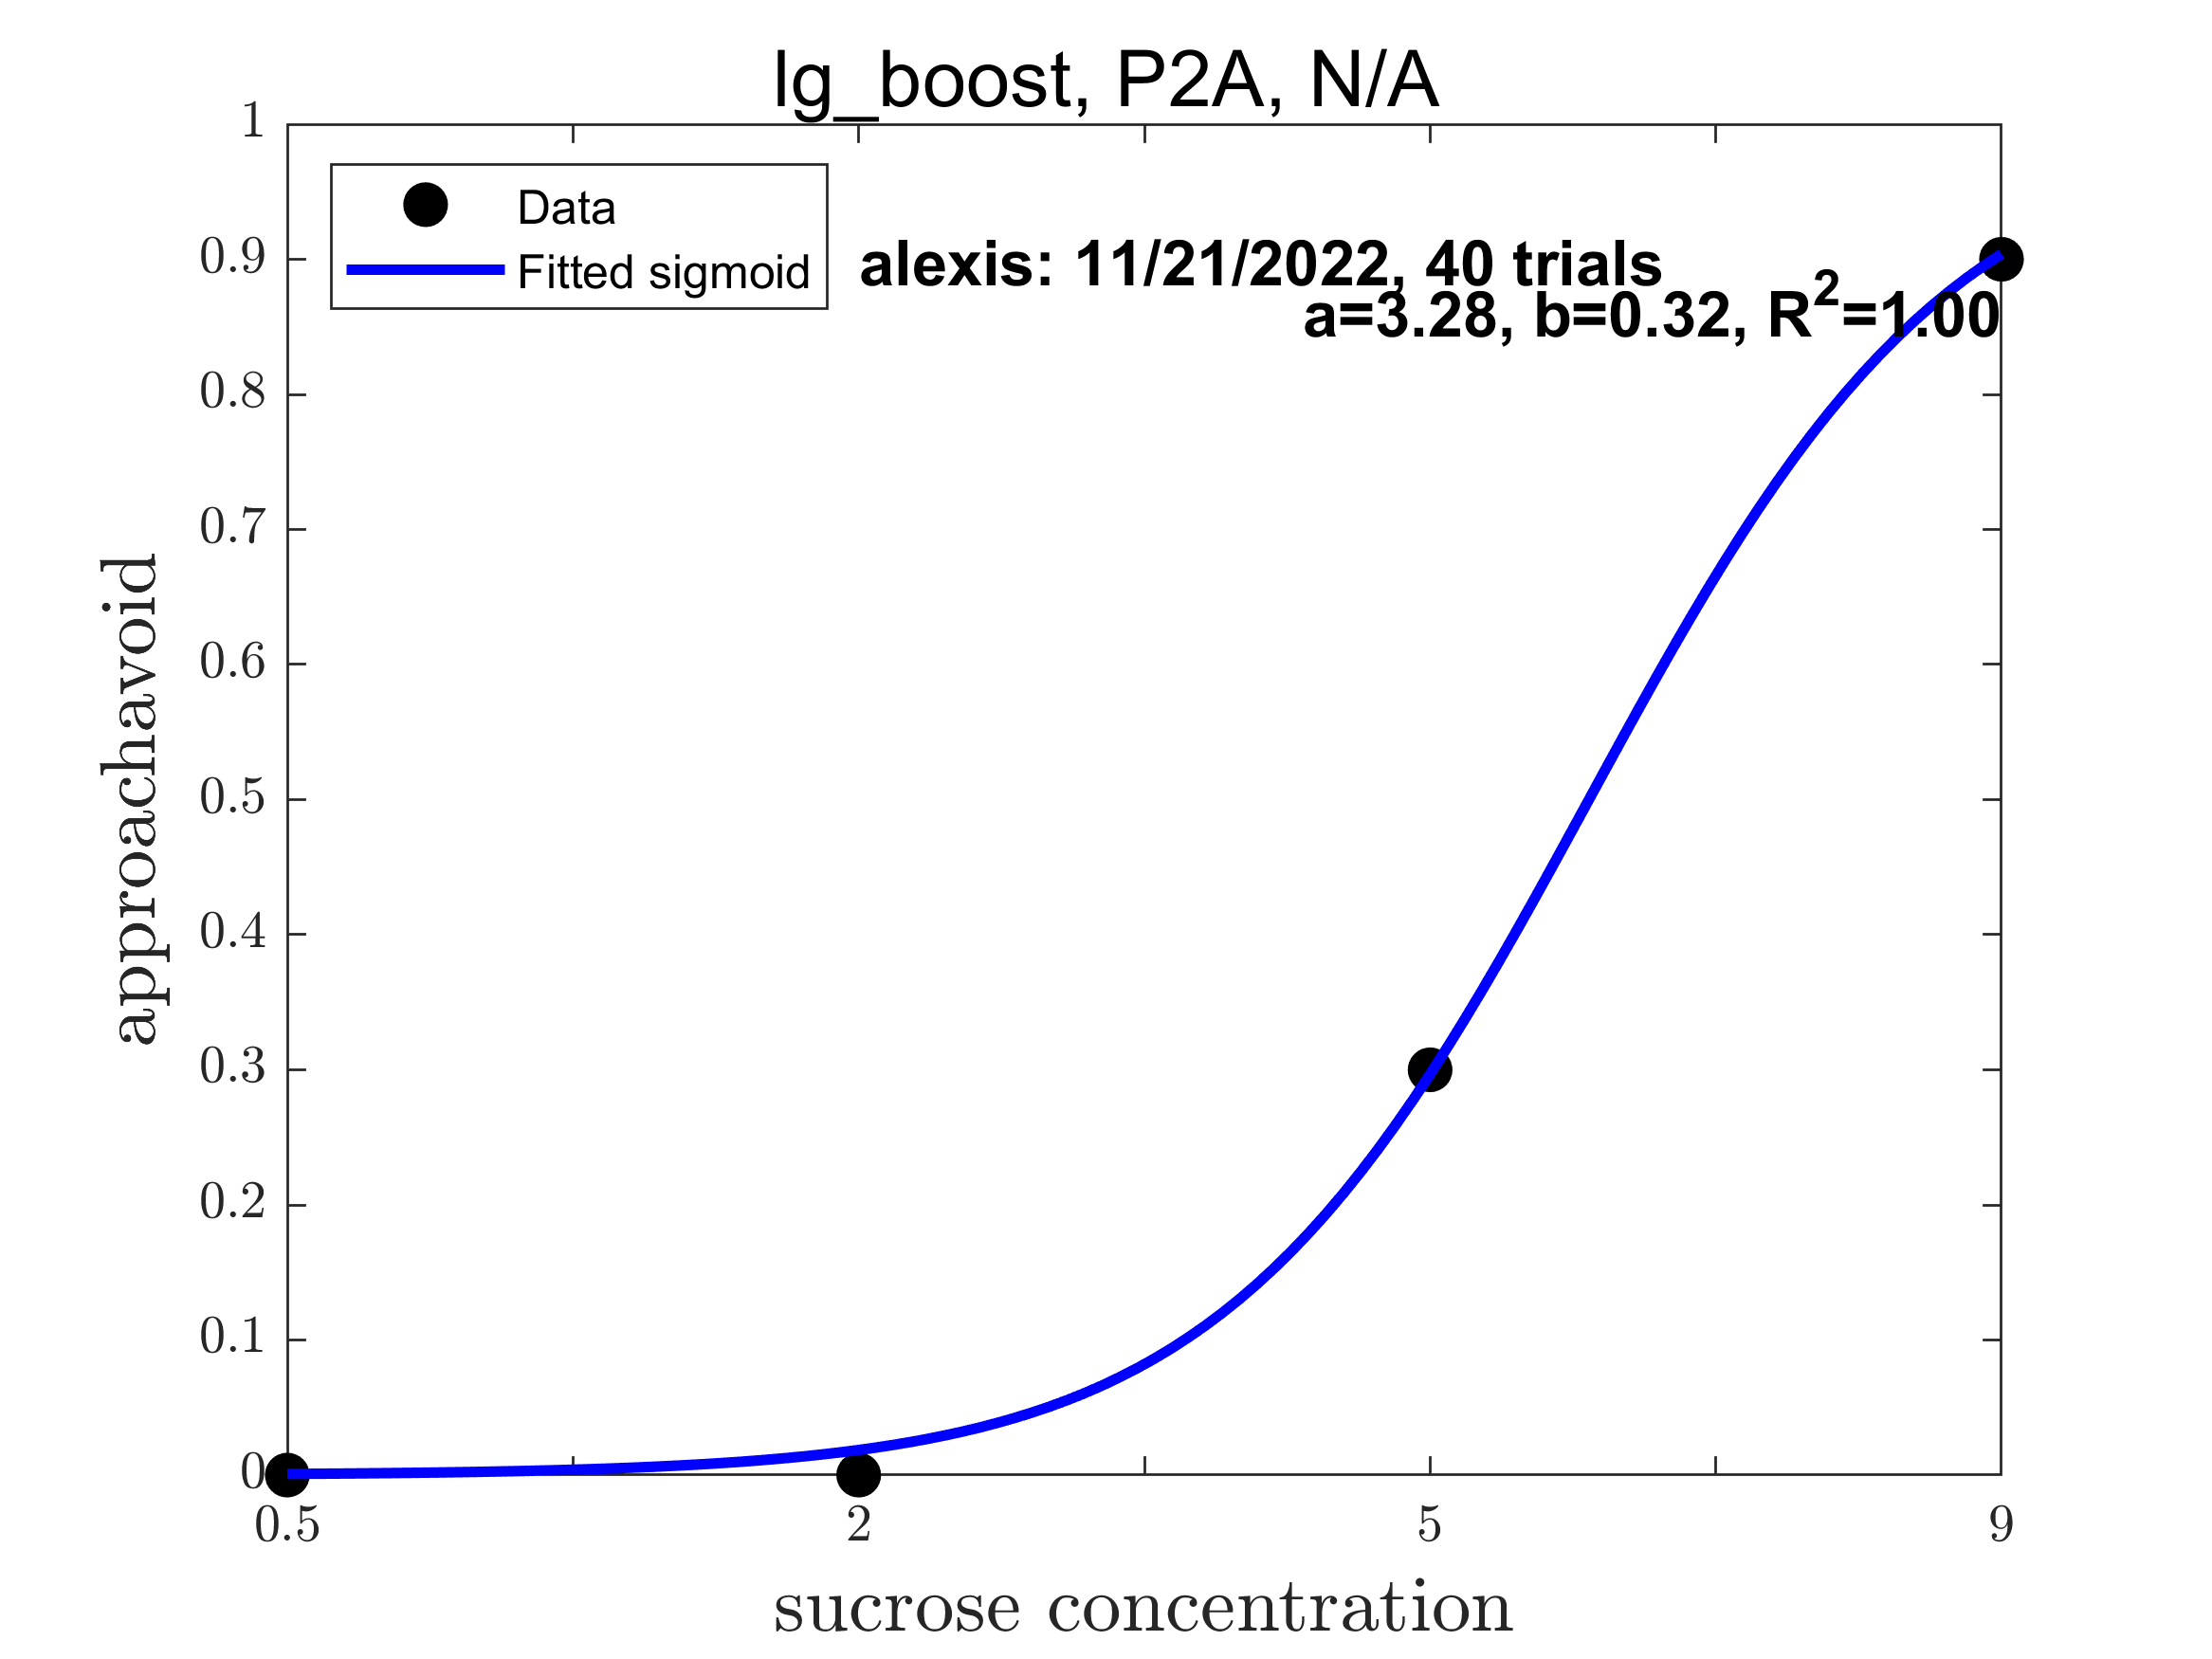 lg_boost, P2A, N/A
Data
Fitted sigmoid
alexis: 11/21/2022, 40 trials
a=3.28, b=0.32, R²=1.00
approachavoid
1
0.9
0.8
0.7
0.6
0.5
0.4
0.3
0.2
0.1
0
0.5 2 5 9
sucrose concentration